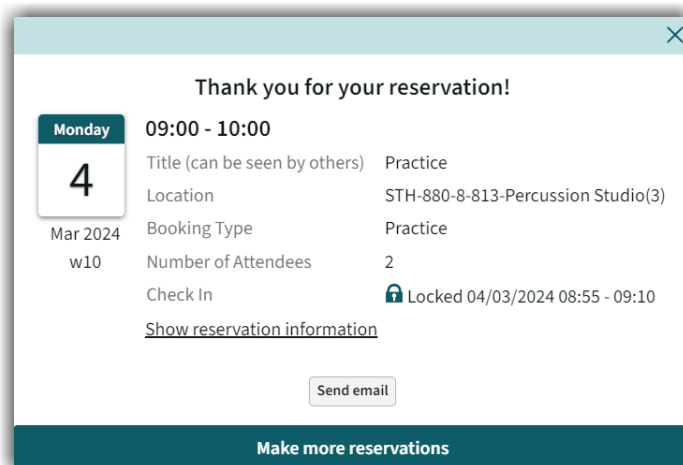 Thank you for your reservation!
Monday
4
Mar 2024
w10
09:00 - 10:00
Title (can be seen by others) Practice
Location STH-880-8-813-Percussion Studio(3)
Booking Type Practice
Number of Attendees 2
Check In Locked 04/03/2024 08:55 - 09:10
Show reservation information
Send email
Make more reservations